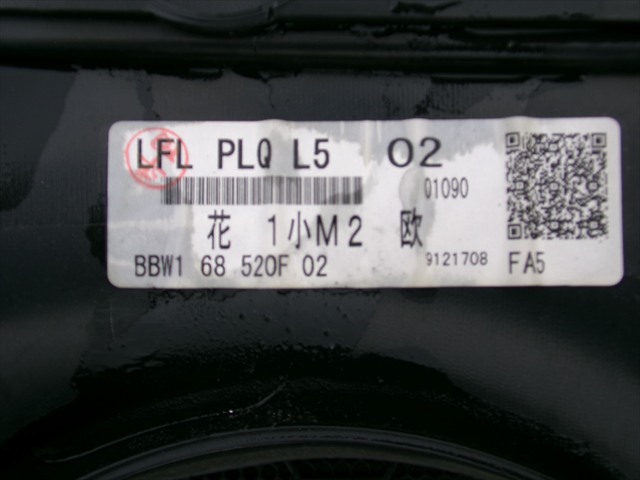 LFL PLQ L5 02
01090
花 1小M2 欧
BBW1 68 520F 02 9121708 FA5